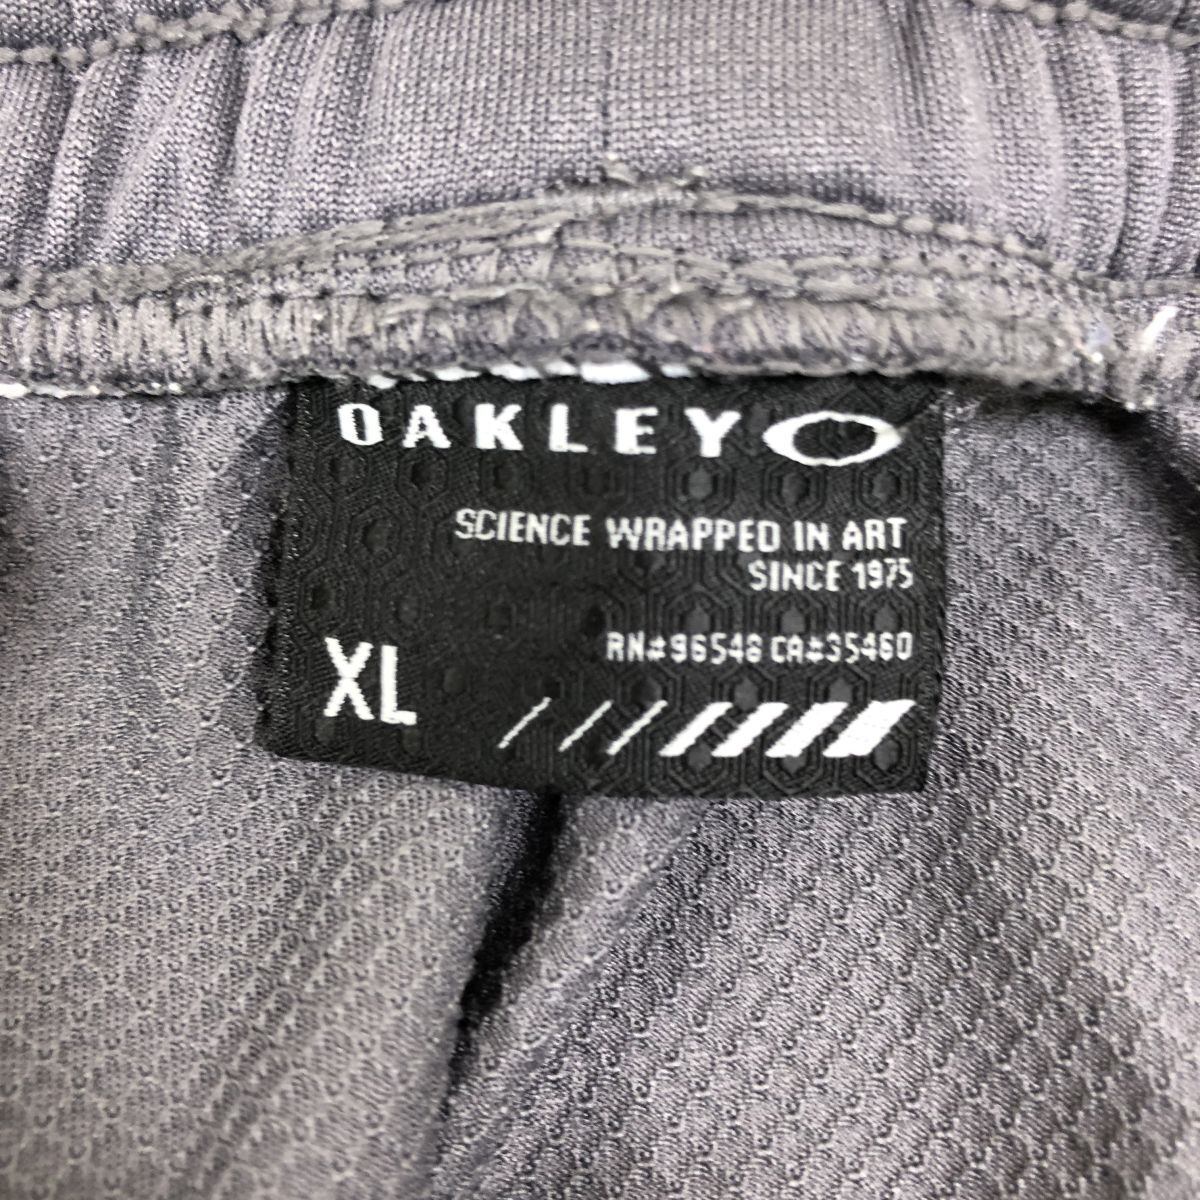 OAKLEY
SCIENCE WRAPPED IN ART
SINCE 1975
RN#96548 CA#35460
XL